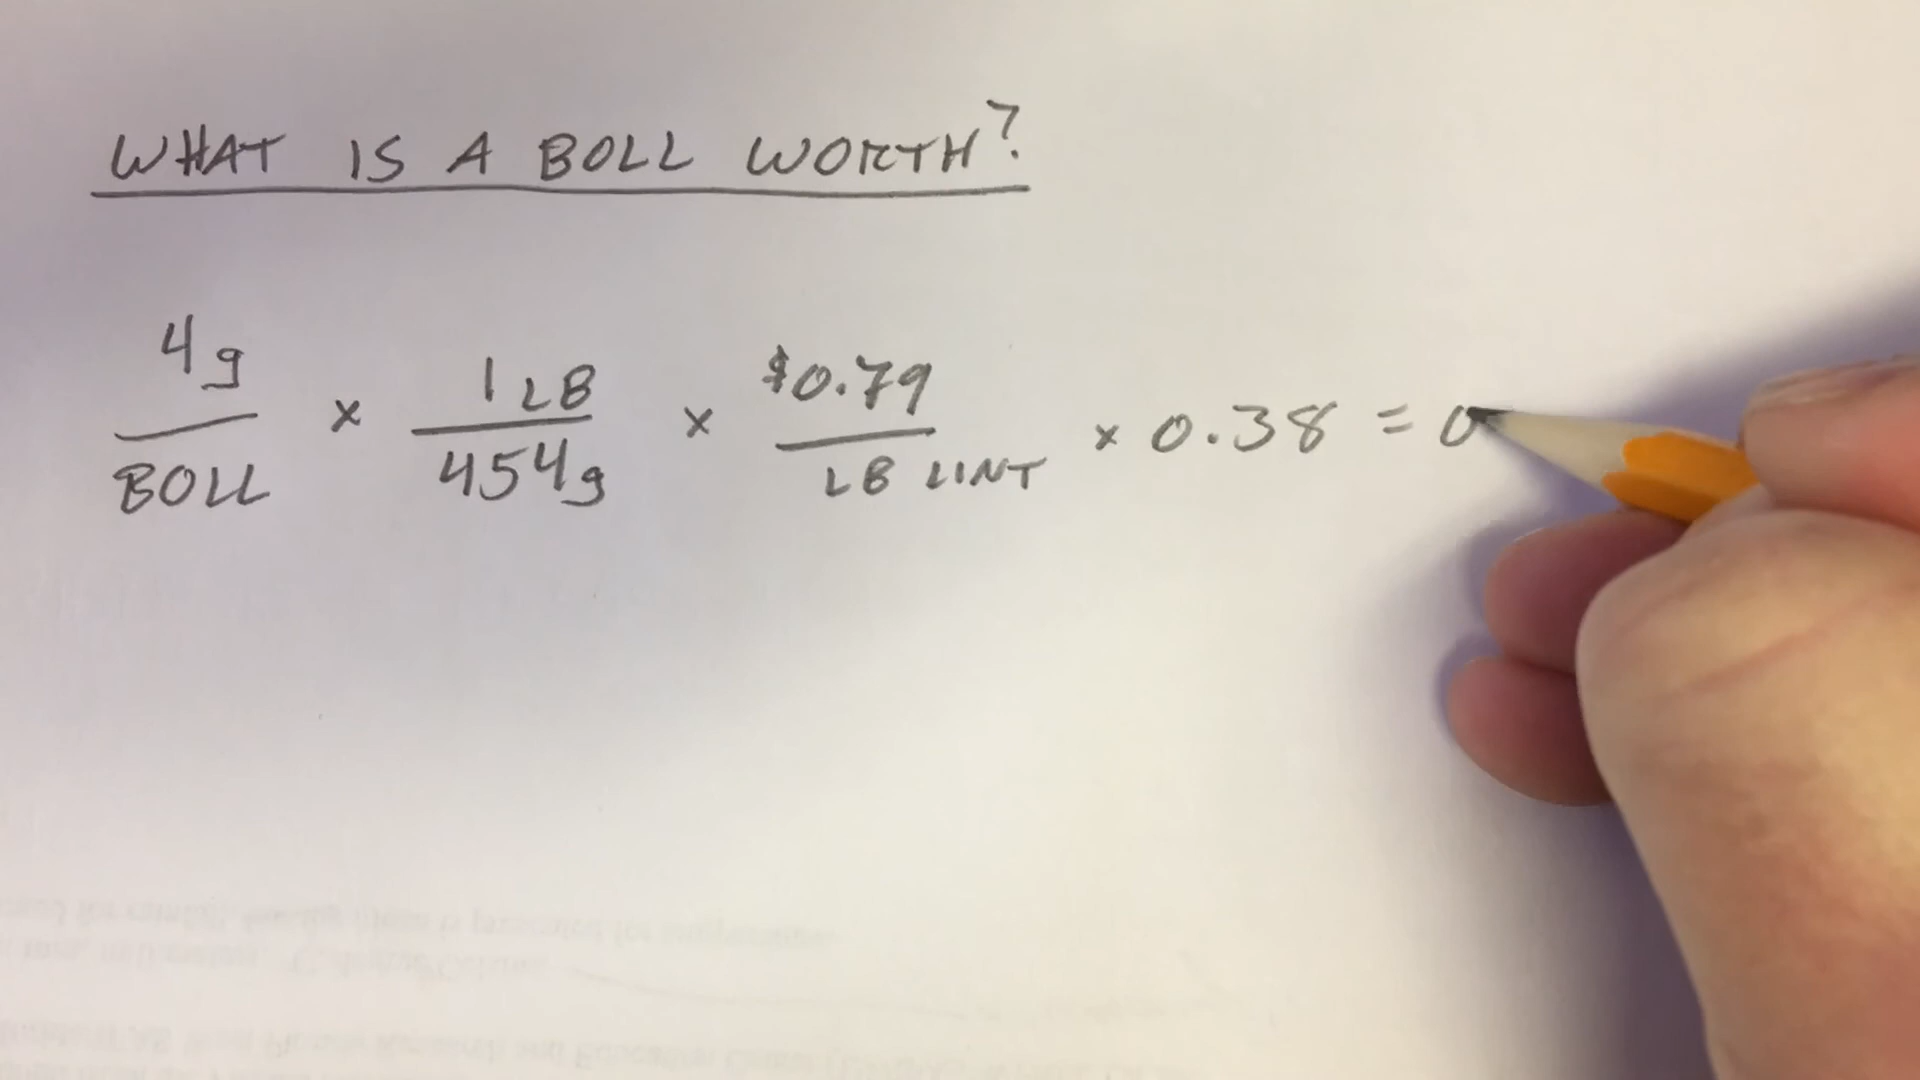 WHAT IS A BOLL WORTH?
4g / BOLL × 1 LB / 454g × $0.79 / LB LINT × 0.38 = 0